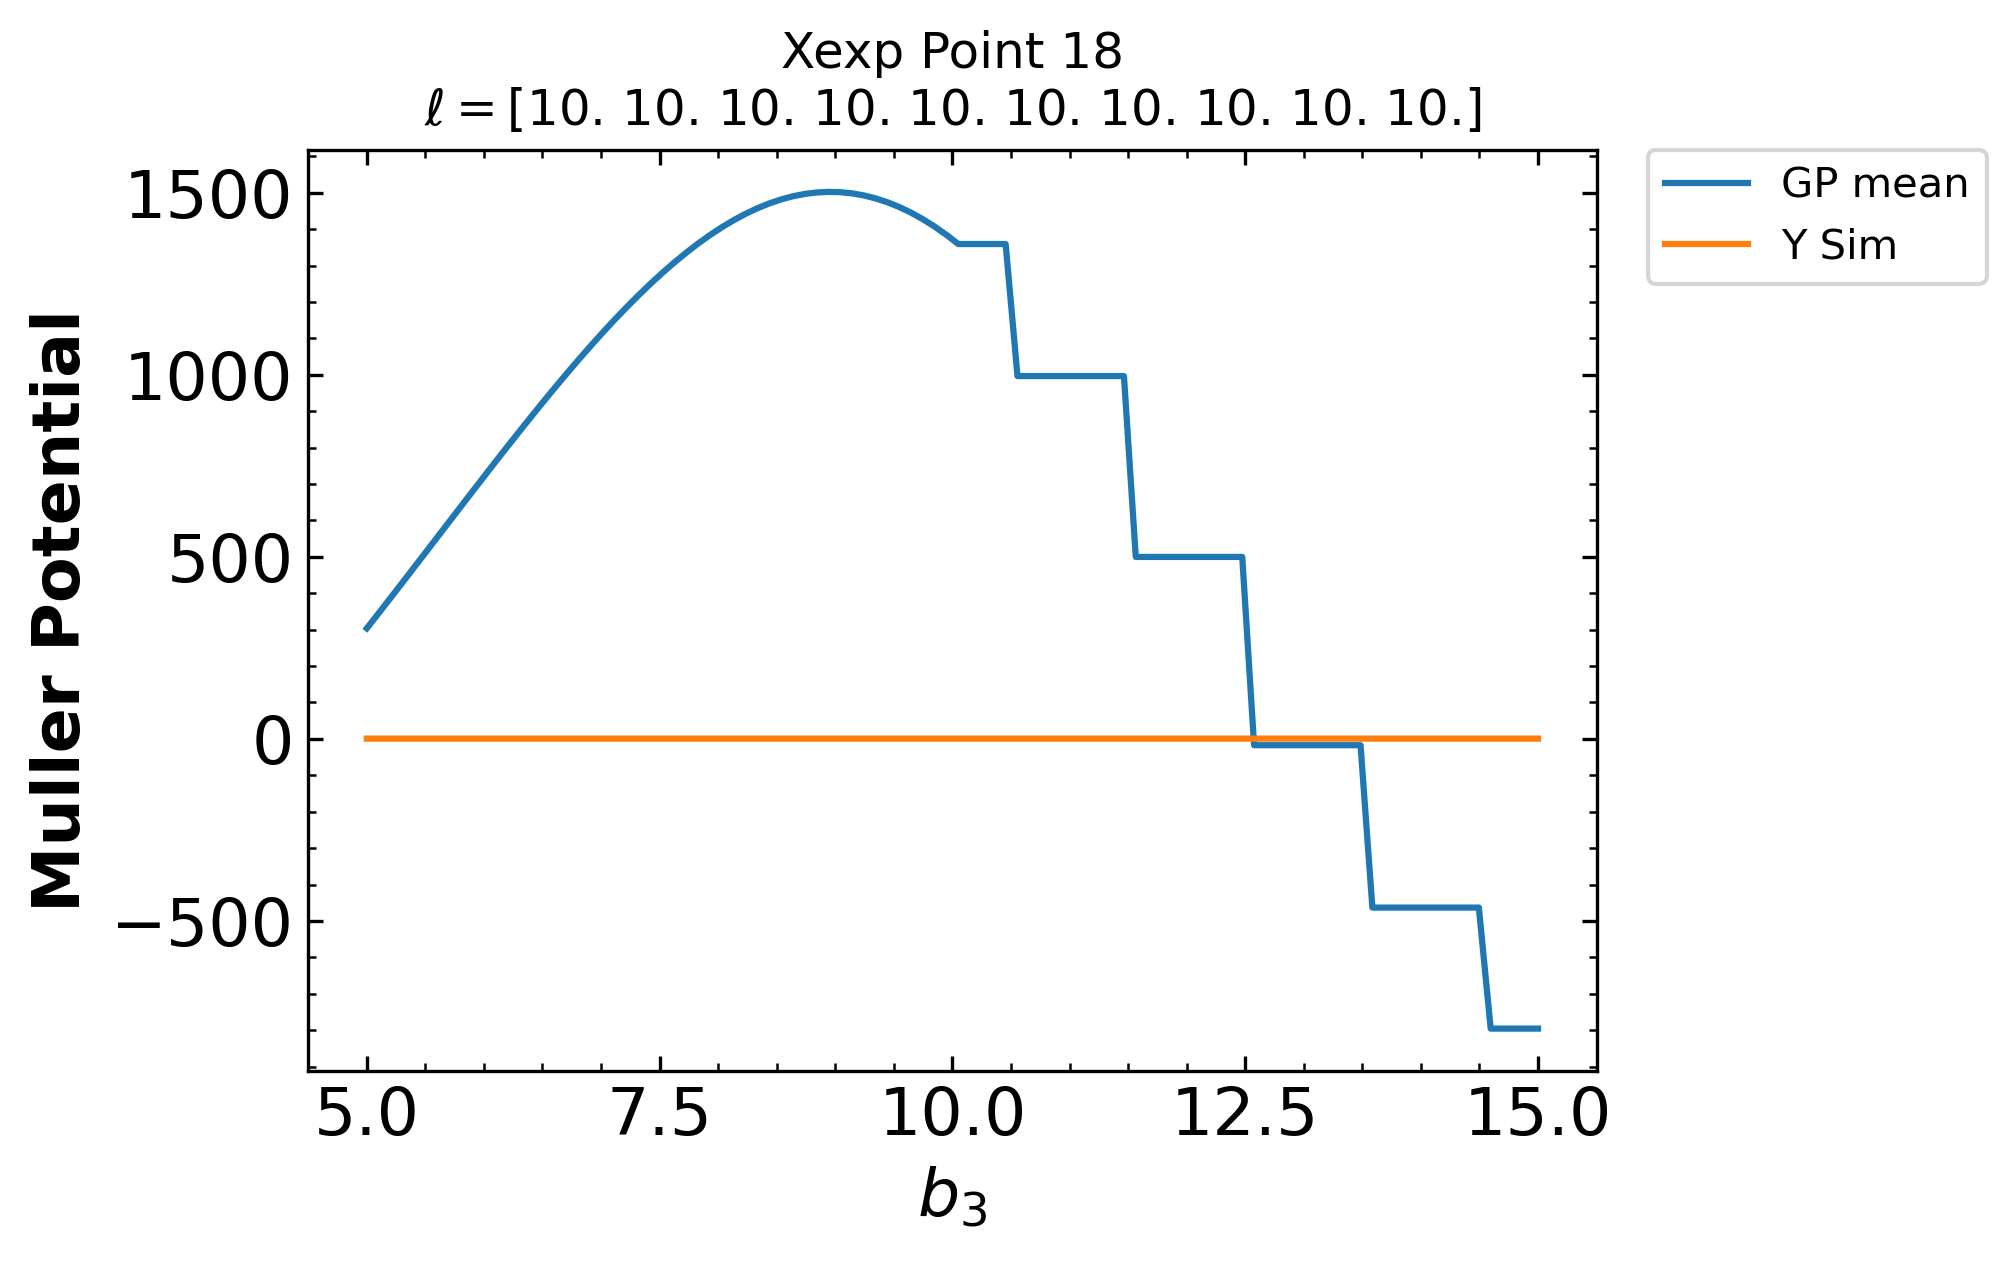 Xexp Point 18
ℓ = [10. 10. 10. 10. 10. 10. 10. 10. 10. 10.]
GP mean
Y Sim
Muller Potential
1500
1000
500
0
−500
5.0 7.5 10.0 12.5 15.0
b₃